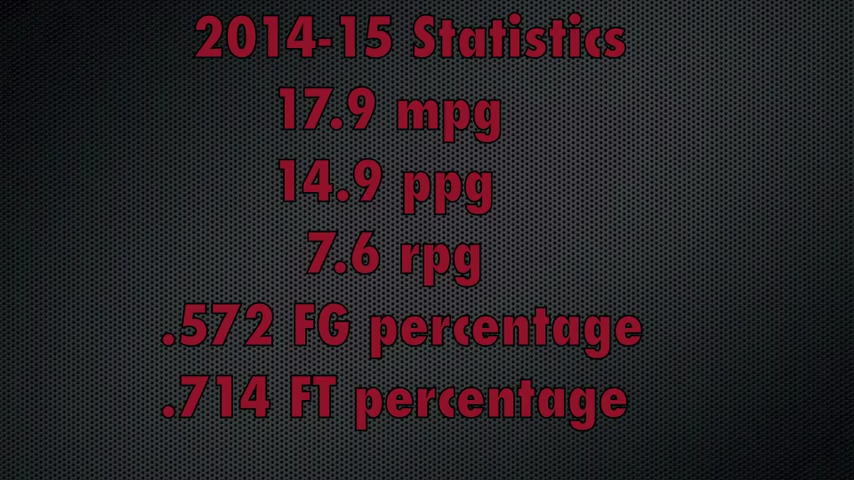 2014-15 Statistics
17.9 mpg
14.9 ppg
7.6 rpg
.572 FG percentage
.714 FT percentage